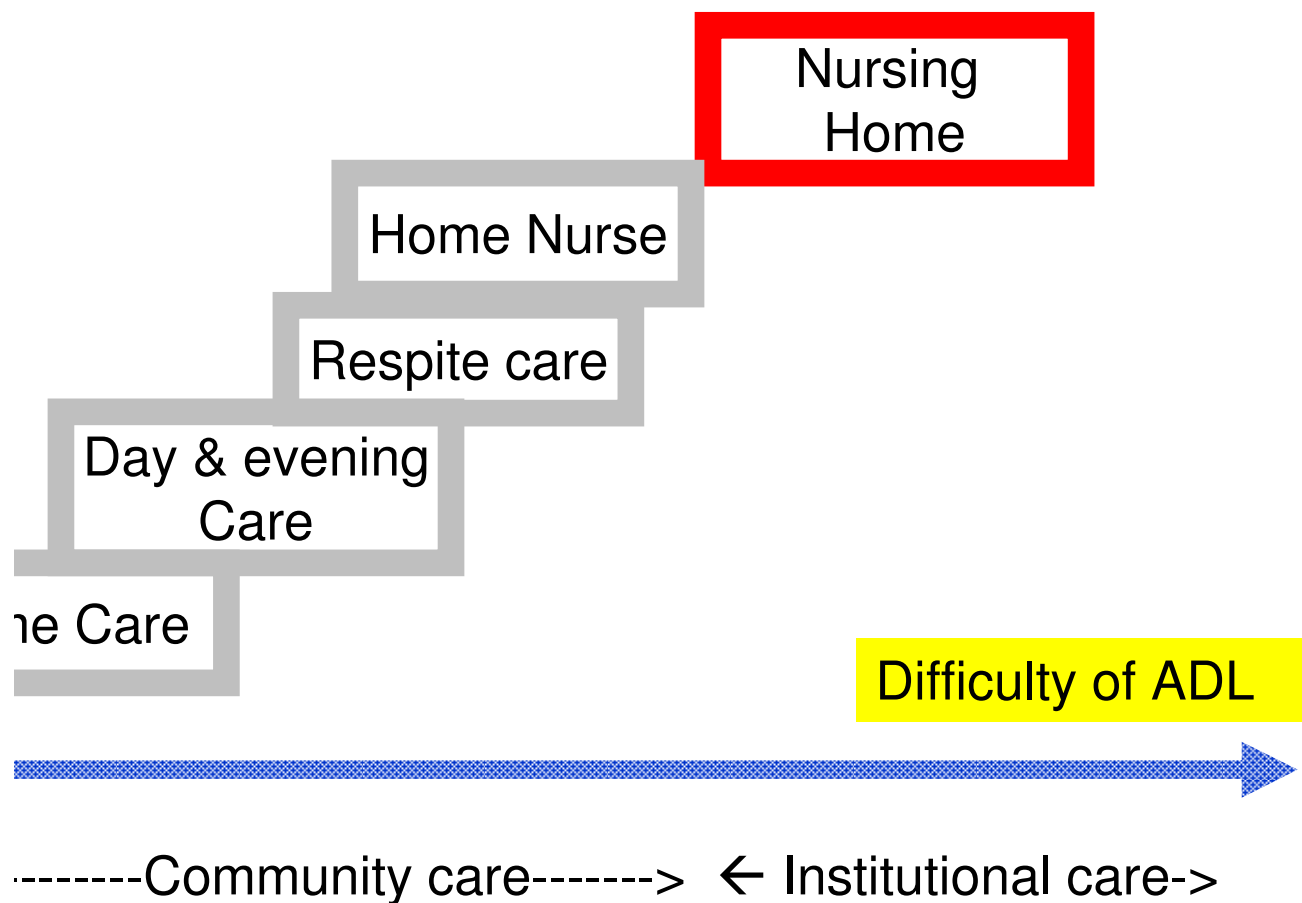 Nursing
Home
Home Nurse
Respite care
Day & evening
Care
Care
Difficulty of ADL
--------Community care-------> ← Institutional care->